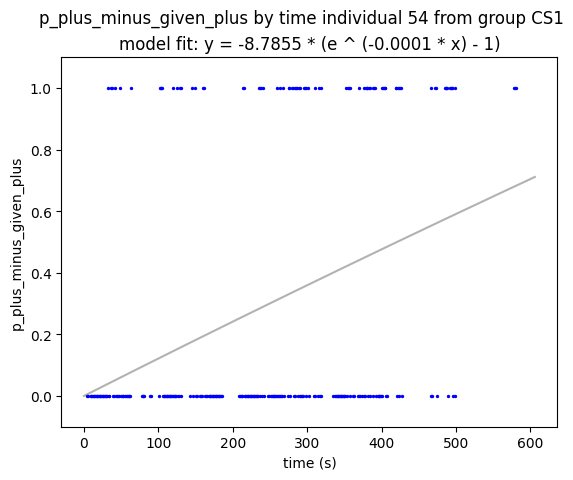 p_plus_minus_given_plus by time individual 54 from group CS1
model fit: y = -8.7855 * (e ^ (-0.0001 * x) - 1)
1.0
0.8
0.6
0.4
0.2
0.0
p_plus_minus_given_plus
0 100 200 300 400 500 600
time (s)